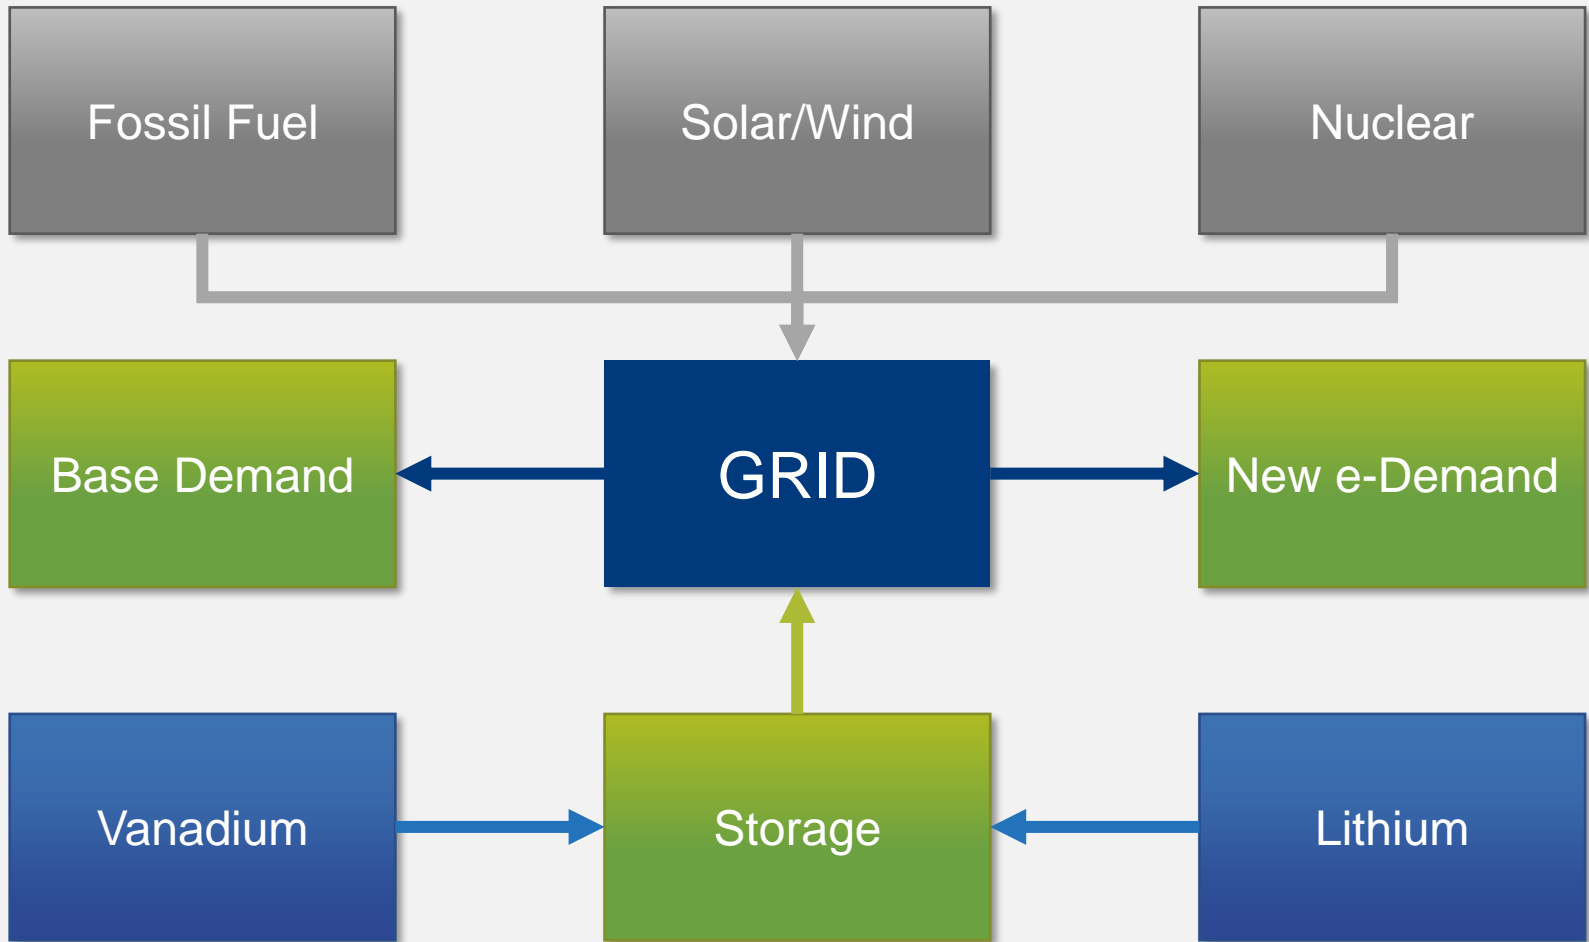 Fossil Fuel
Solar/Wind
Nuclear
Base Demand
GRID
New e-Demand
Vanadium
Storage
Lithium